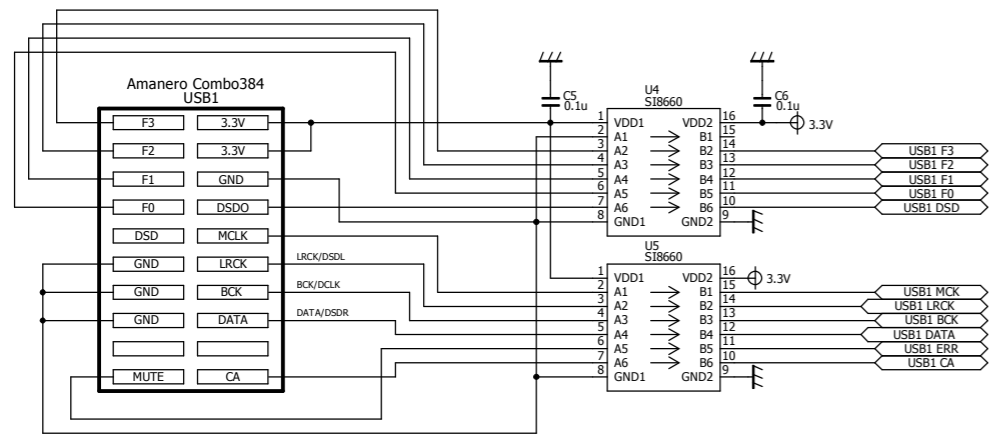 Amanero Combo384
USB1
F3 3.3V
F2 3.3V
F1 GND
F0 DSDO
DSD MCLK
GND LRCK LRCK/DSDL
GND BCK BCK/DCLK
GND DATA DATA/DSDR
MUTE CA
C5
0.1u
C6
0.1u
3.3V
U4
SI8660
1 VDD1 VDD2 16
2 A1 B1 15
3 A2 B2 14
4 A3 B3 13
5 A4 B4 12
6 A5 B5 11
7 A6 B6 10
8 GND1 GND2 9
USB1 F3
USB1 F2
USB1 F1
USB1 F0
USB1 DSD
U5
SI8660
1 VDD1 VDD2 16
3.3V
2 A1 B1 15
3 A2 B2 14
4 A3 B3 13
5 A4 B4 12
6 A5 B5 11
7 A6 B6 10
8 GND1 GND2 9
USB1 MCK
USB1 LRCK
USB1 BCK
USB1 DATA
USB1 ERR
USB1 CA